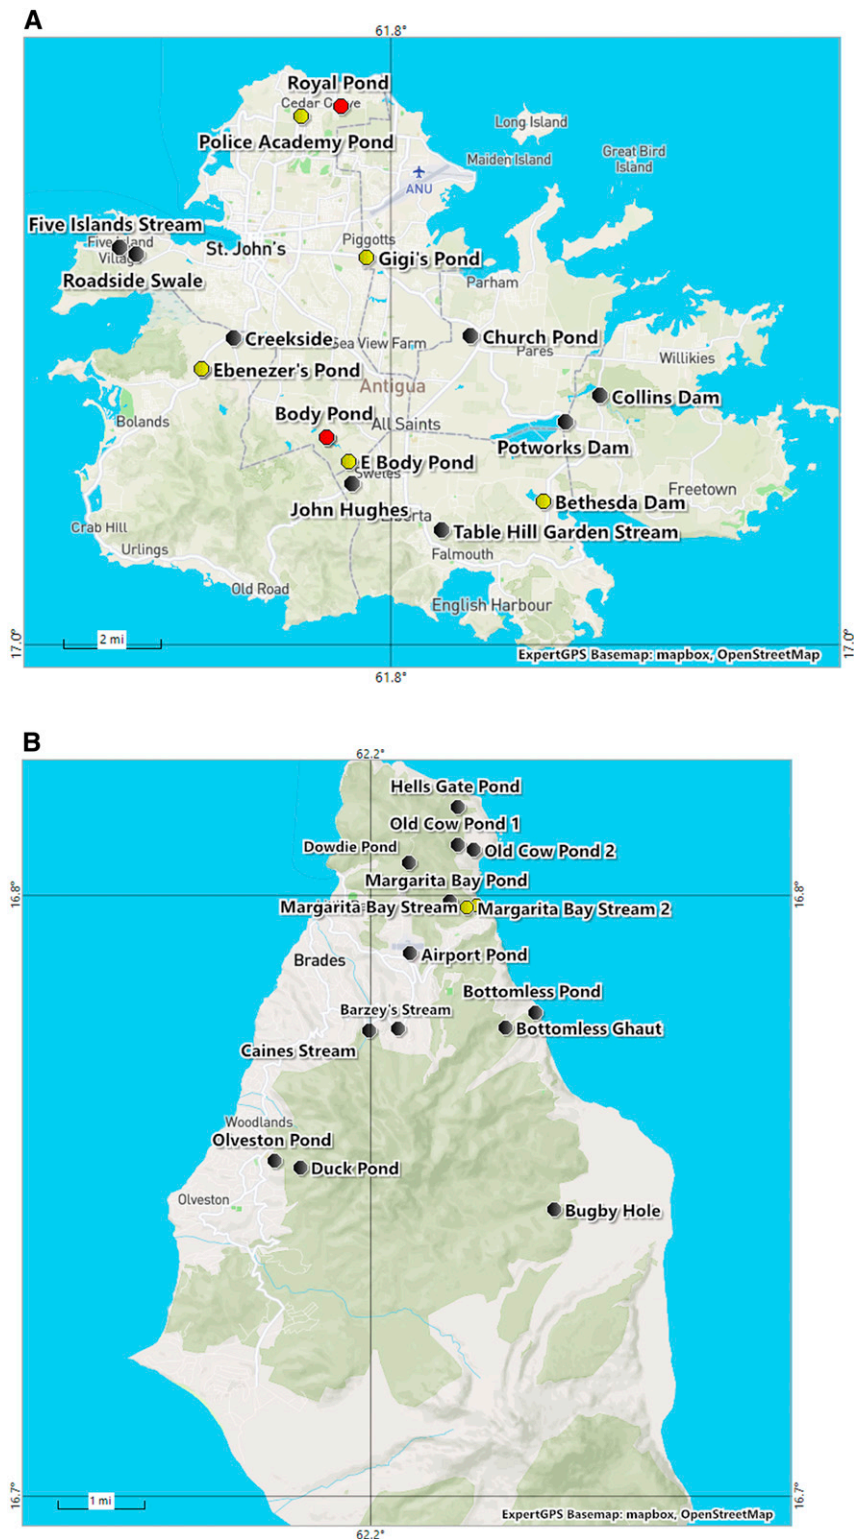 A
61.8°
Royal Pond
Cedar Grove
Police Academy Pond
Long Island
Maiden Island
Great Bird
Island
ANU
Five Islands Stream
Five Island
Village
Roadside Swale
St. John's
Piggotts
Gigi's Pond
Parham
Creekside
Sea View Farm
Church Pond
Pares
Willikies
Ebenezer's Pond
Antigua
Collins Dam
Bolands
Body Pond
All Saints
Potworks Dam
E Body Pond
Swetes
John Hughes
Liberta
Bethesda Dam
Freetown
Crab Hill
Table Hill Garden Stream
Urlings
Falmouth
Old Road
English Harbour
17.0°
2 mi
17.0°
ExpertGPS Basemap: mapbox, OpenStreetMap
61.8°
B
62.2°
Hells Gate Pond
Old Cow Pond 1
Dowdie Pond
Old Cow Pond 2
Margarita Bay Pond
16.8°
16.8°
Margarita Bay Stream
Margarita Bay Stream 2
Brades
Airport Pond
Bottomless Pond
Barzey's Stream
Bottomless Ghaut
Caines Stream
Woodlands
Olveston Pond
Duck Pond
Olveston
Bugby Hole
16.7°
1 mi
16.7°
ExpertGPS Basemap: mapbox, OpenStreetMap
62.2°